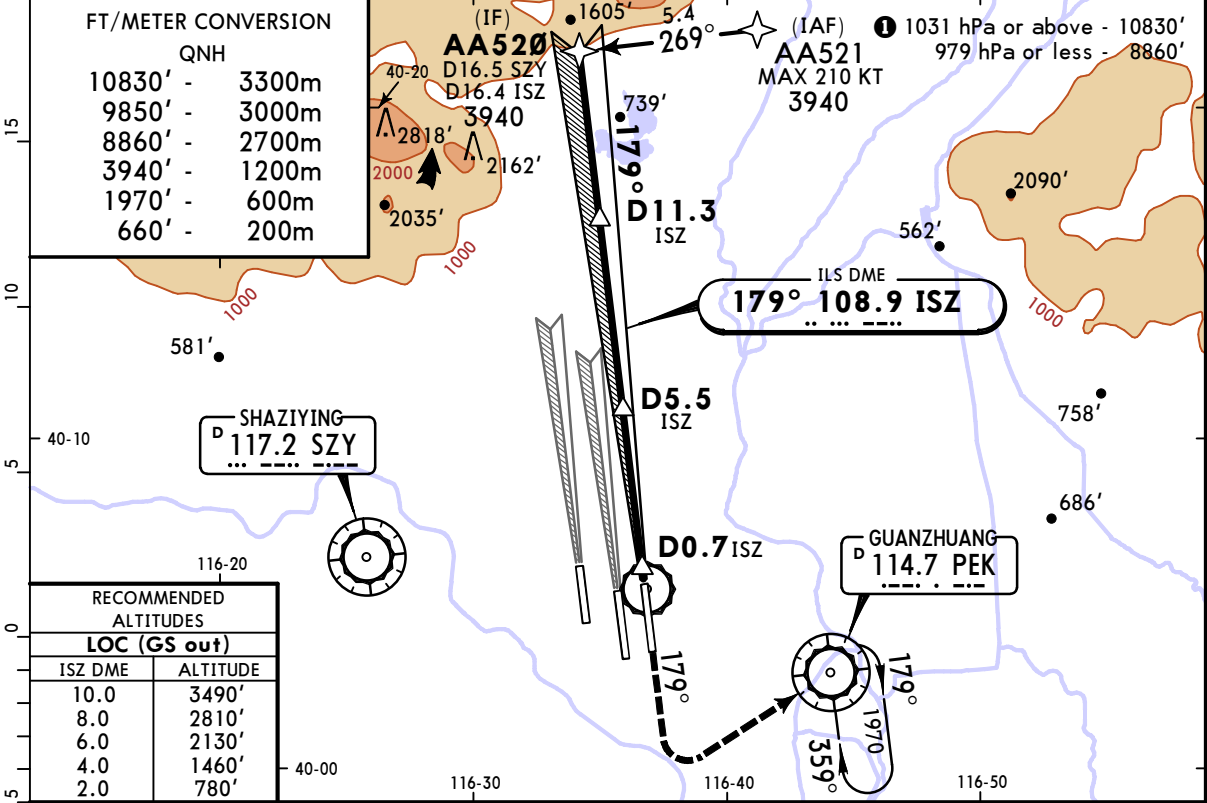 FT/METER CONVERSION
QNH
10830' - 3300m
9850' - 3000m
8860' - 2700m
3940' - 1200m
1970' - 600m
660' - 200m
(IF)
AA520
D16.5 SZY
D16.4 ISZ
3940
1605'
5.4
269°
(IAF)
AA521
MAX 210 KT
3940
1 1031 hPa or above - 10830'
979 hPa or less - 8860'
40-20
2818'
2162'
2000
2035'
1000
1000
739'
179°
D11.3
ISZ
2090'
562'
1000
ILS DME
179° 108.9 ISZ
15
10
5
0
5
581'
D5.5
ISZ
758'
40-10
SHAZIYING
D 117.2 SZY
686'
D0.7 ISZ
GUANZHUANG
D 114.7 PEK
116-20
RECOMMENDED
ALTITUDES
LOC (GS out)
ISZ DME ALTITUDE
10.0 3490'
8.0 2810'
6.0 2130'
4.0 1460'
2.0 780'
179°
179°
1970
359°
40-00
116-30
116-40
116-50